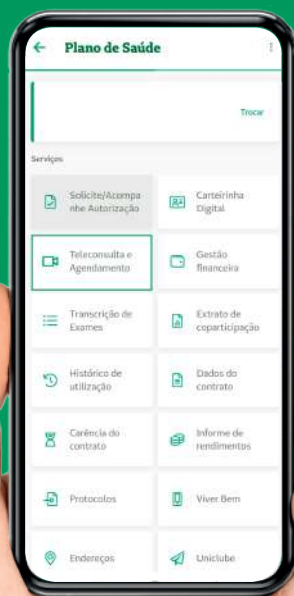 Plano de Saúde
Trocar
Serviços
Solicite/Acompa
nhe Autorização
Carteirinha
Digital
Teleconsulta e
Agendamento
Gestão
financeira
Transcrição de
Exames
Extrato de
coparticipação
Histórico de
utilização
Dados do
contrato
Carência do
contrato
Informe de
rendimentos
Protocolos
Viver Bem
Endereços
Uniclube